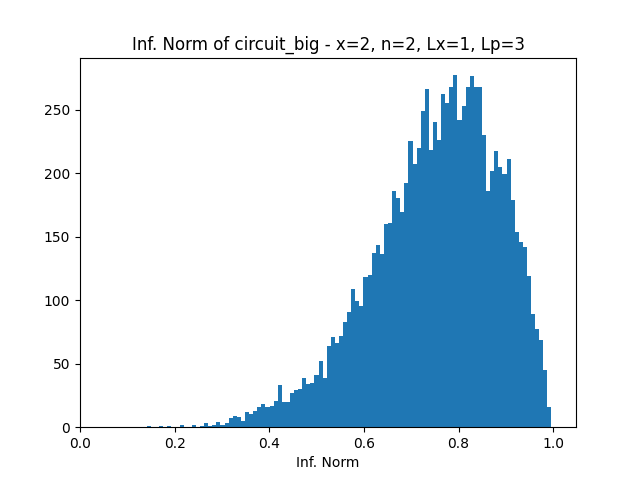 Inf. Norm of circuit_big - x=2, n=2, Lx=1, Lp=3
250
200
150
100
50
0
0.0 0.2 0.4 0.6 0.8 1.0
Inf. Norm